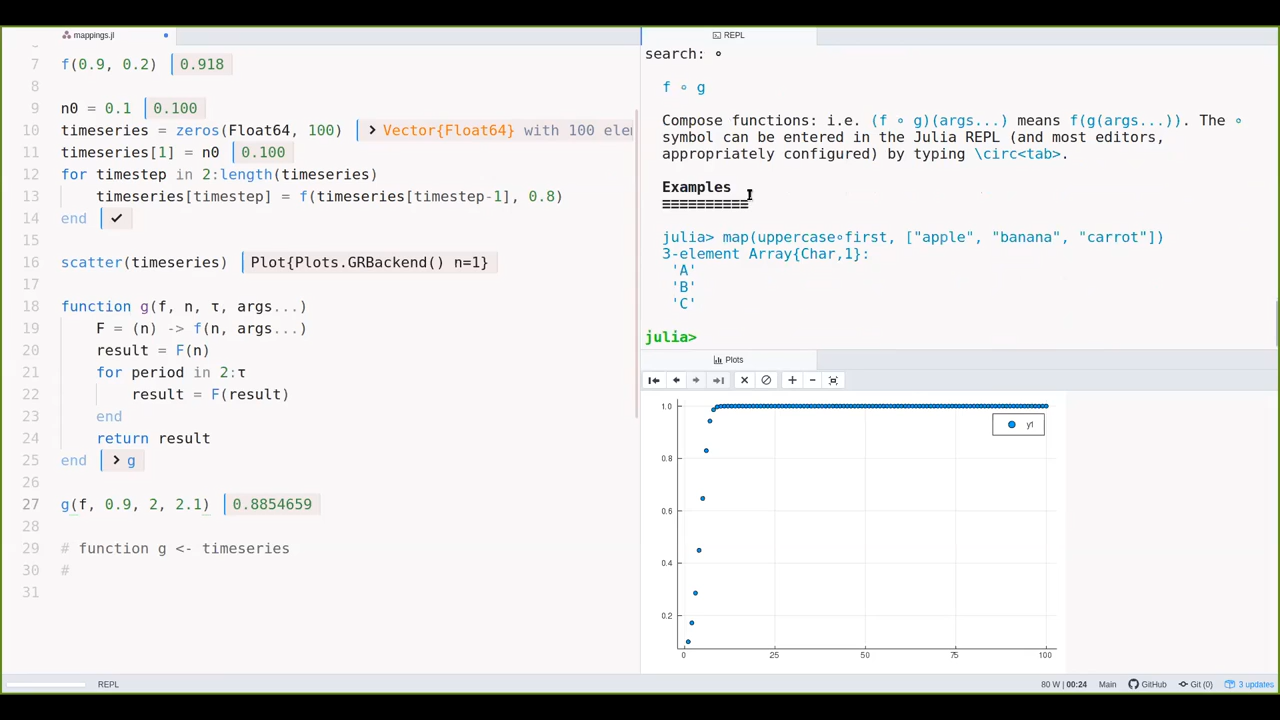 mappings.jl
7 f(0.9, 0.2) 0.918
8
9 n0 = 0.1 0.100
10 timeseries = zeros(Float64, 100) > Vector{Float64} with 100 elem
11 timeseries[1] = n0 0.100
12 for timestep in 2:length(timeseries)
13 timeseries[timestep] = f(timeseries[timestep-1], 0.8)
14 end ✓
15
16 scatter(timeseries) Plot{Plots.GRBackend() n=1}
17
18 function g(f, n, τ, args...)
19 F = (n) -> f(n, args...)
20 result = F(n)
21 for period in 2:τ
22 result = F(result)
23 end
24 return result
25 end > g
26
27 g(f, 0.9, 2, 2.1) 0.8854659
28
29 # function g <- timeseries
30 #
31
REPL
REPL
search: ∘
f ∘ g
Compose functions: i.e. (f ∘ g)(args...) means f(g(args...)). The ∘
symbol can be entered in the Julia REPL (and most editors,
appropriately configured) by typing \circ<tab>.
Examples
≡≡≡≡≡≡≡≡≡≡
julia> map(uppercase∘first, ["apple", "banana", "carrot"])
3-element Array{Char,1}:
'A'
'B'
'C'
julia>
Plots
1.0
0.8
0.6
0.4
0.2
0 25 50 75 100
y1
80 W | 00:24 Main GitHub Git (0) 3 updates